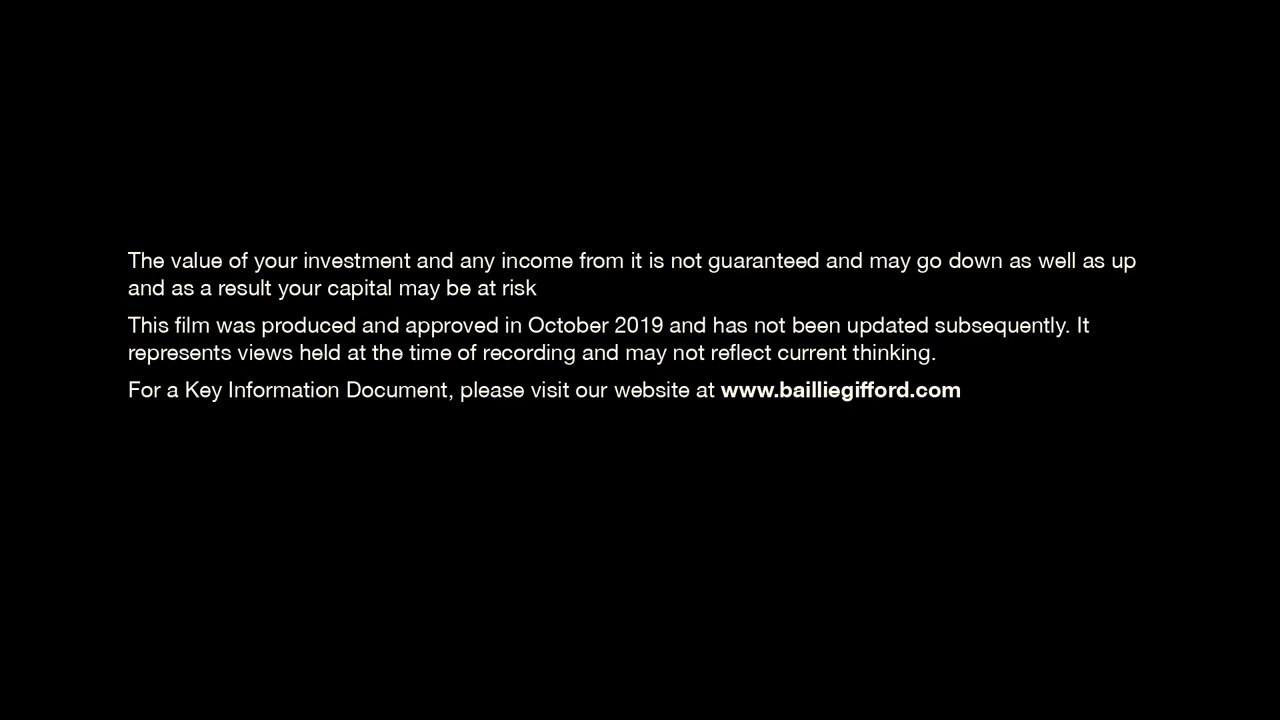 The value of your investment and any income from it is not guaranteed and may go down as well as up
and as a result your capital may be at risk
This film was produced and approved in October 2019 and has not been updated subsequently. It
represents views held at the time of recording and may not reflect current thinking.
For a Key Information Document, please visit our website at www.bailliegifford.com